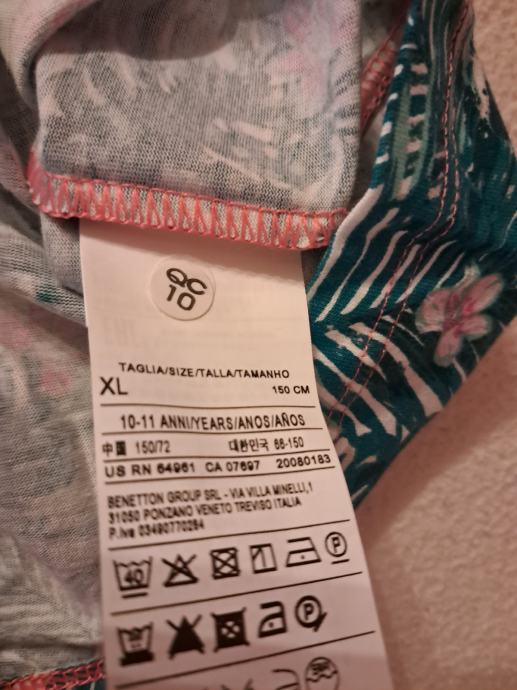 QC
10
TAGLIA/SIZE/TALLA/TAMANHO
XL 150 CM
10-11 ANNI/YEARS/ANOS/AÑOS
中国 150/72 대한민국 66-150
US RN 64961 CA 07697 20080183
BENETTON GROUP SRL - VIA VILLA MINELLI,1
31050 PONZANO VENETO TREVISO ITALIA
P.Iva 03490770264
40 P